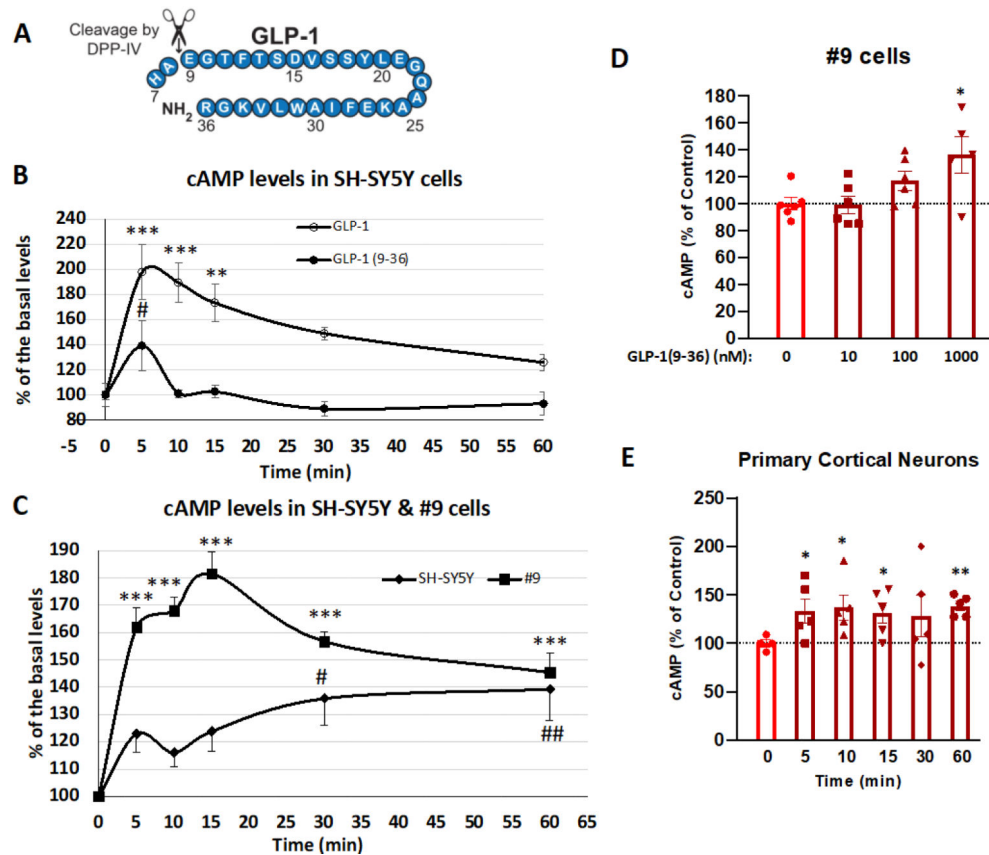 A
Cleavage by
DPP-IV
GLP-1
H A E G T F T S D V S S Y L E G Q A A K E F I A W L V K G R
7 9 15 20 25 30 36
NH2
B
cAMP levels in SH-SY5Y cells
% of the basal levels
240
220
200
180
160
140
120
100
80
*** *** **
#
GLP-1
GLP-1 (9-36)
-5 0 5 10 15 20 25 30 35 40 45 50 55 60
Time (min)
C
cAMP levels in SH-SY5Y & #9 cells
% of the basal levels
190
180
170
160
150
140
130
120
110
100
*** *** *** *** ***
# ##
SH-SY5Y #9
0 5 10 15 20 25 30 35 40 45 50 55 60 65
Time (min)
D
#9 cells
cAMP (% of Control)
180
160
140
120
100
80
60
40
20
0
*
GLP-1(9-36) (nM): 0 10 100 1000
E
Primary Cortical Neurons
cAMP (% of Control)
250
200
150
100
50
0
* * * **
0 5 10 15 30 60
Time (min)